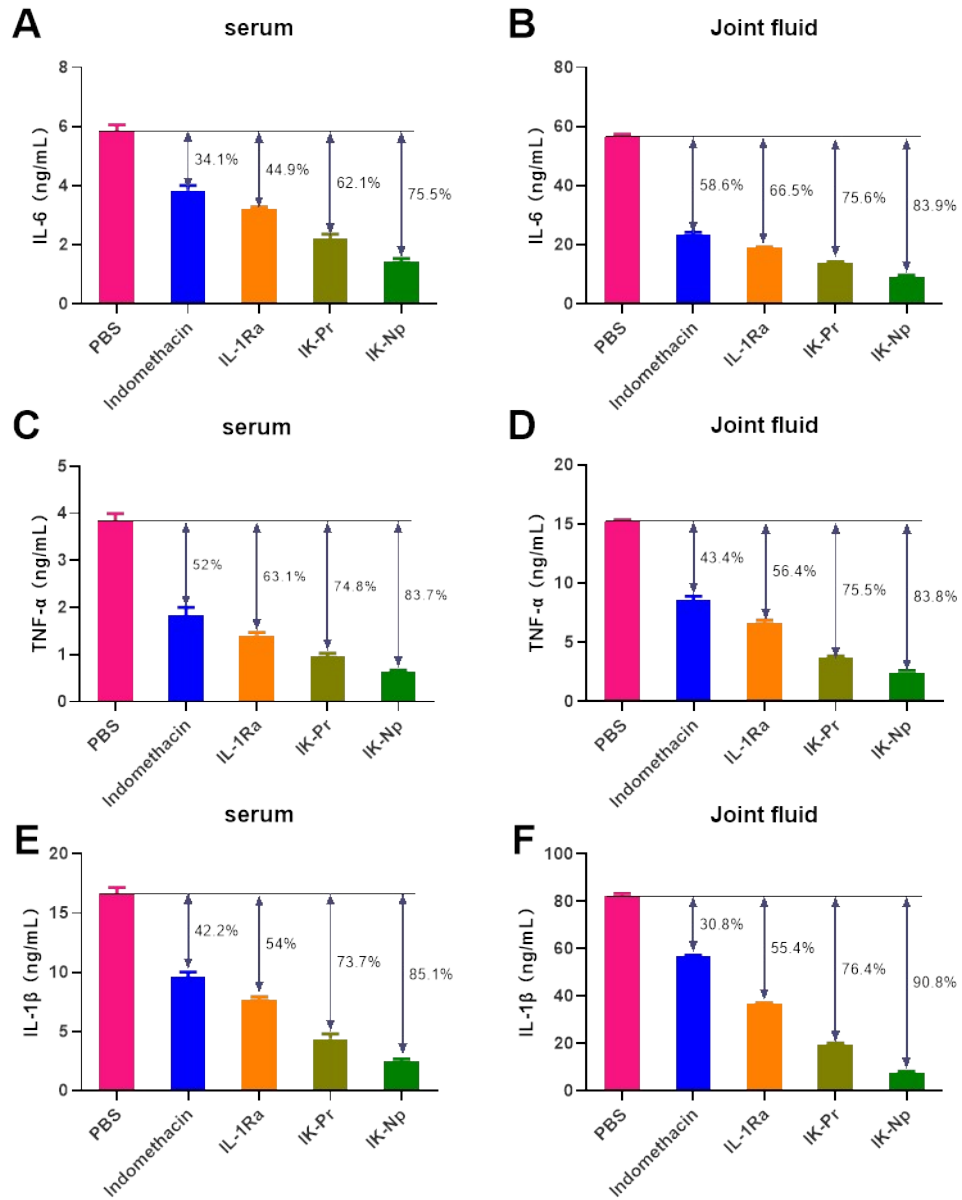 A
serum
IL-6 (ng/mL)
8
6
4
2
0
34.1%
44.9%
62.1%
75.5%
PBS
Indomethacin
IL-1Ra
IK-Pr
IK-Np
B
Joint fluid
IL-6 (ng/mL)
80
60
40
20
0
58.6%
66.5%
75.6%
83.9%
PBS
Indomethacin
IL-1Ra
IK-Pr
IK-Np
C
serum
TNF-α (ng/mL)
5
4
3
2
1
0
52%
63.1%
74.8%
83.7%
PBS
Indomethacin
IL-1Ra
IK-Pr
IK-Np
D
Joint fluid
TNF-α (ng/mL)
20
15
10
5
0
43.4%
56.4%
75.5%
83.8%
PBS
Indomethacin
IL-1Ra
IK-Pr
IK-Np
E
serum
IL-1β (ng/mL)
20
15
10
5
0
42.2%
54%
73.7%
85.1%
PBS
Indomethacin
IL-1Ra
IK-Pr
IK-Np
F
Joint fluid
IL-1β (ng/mL)
100
80
60
40
20
0
30.8%
55.4%
76.4%
90.8%
PBS
Indomethacin
IL-1Ra
IK-Pr
IK-Np